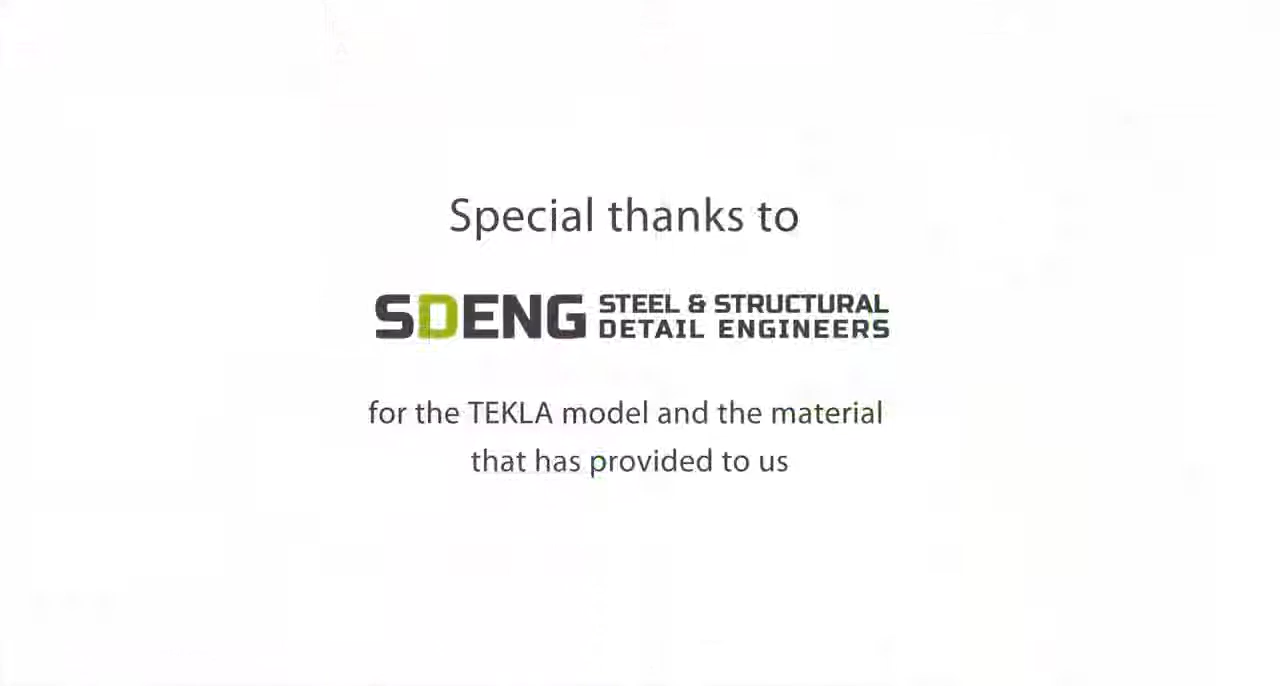 Special thanks to
SDENG STEEL & STRUCTURAL
DETAIL ENGINEERS
for the TEKLA model and the material
that has provided to us